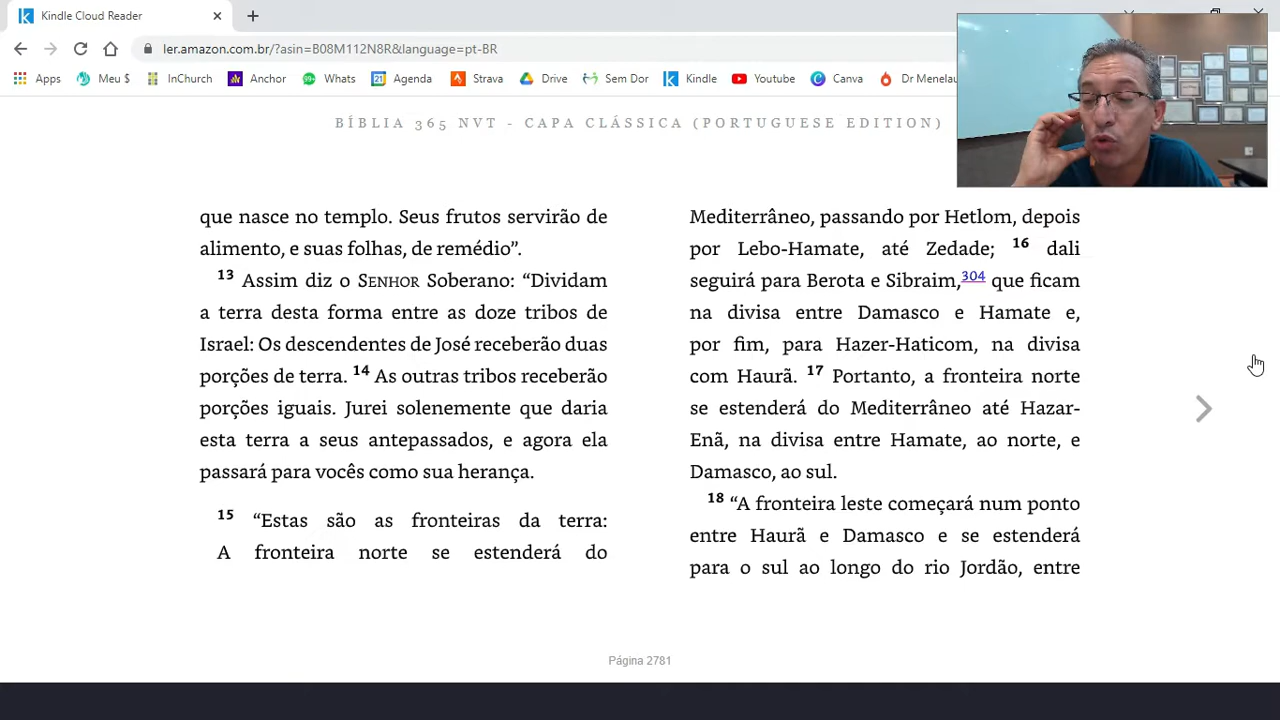 Kindle Cloud Reader
ler.amazon.com.br/?asin=B08M112N8R&language=pt-BR
Apps Meu $ InChurch Anchor Whats Agenda Strava Drive Sem Dor Kindle Youtube Canva Dr Menelau
BÍBLIA 365 NVT - CAPA CLÁSSICA (PORTUGUESE EDITION)
que nasce no templo. Seus frutos servirão de
alimento, e suas folhas, de remédio”.
13 Assim diz o SENHOR Soberano: “Dividam
a terra desta forma entre as doze tribos de
Israel: Os descendentes de José receberão duas
porções de terra. 14 As outras tribos receberão
porções iguais. Jurei solenemente que daria
esta terra a seus antepassados, e agora ela
passará para vocês como sua herança.
15 “Estas são as fronteiras da terra:
A fronteira norte se estenderá do
Mediterrâneo, passando por Hetlom, depois
por Lebo-Hamate, até Zedade; 16 dali
seguirá para Berota e Sibraim,304 que ficam
na divisa entre Damasco e Hamate e,
por fim, para Hazer-Haticom, na divisa
com Haurã. 17 Portanto, a fronteira norte
se estenderá do Mediterrâneo até Hazar-
Enã, na divisa entre Hamate, ao norte, e
Damasco, ao sul.
18 “A fronteira leste começará num ponto
entre Haurã e Damasco e se estenderá
para o sul ao longo do rio Jordão, entre
Página 2781